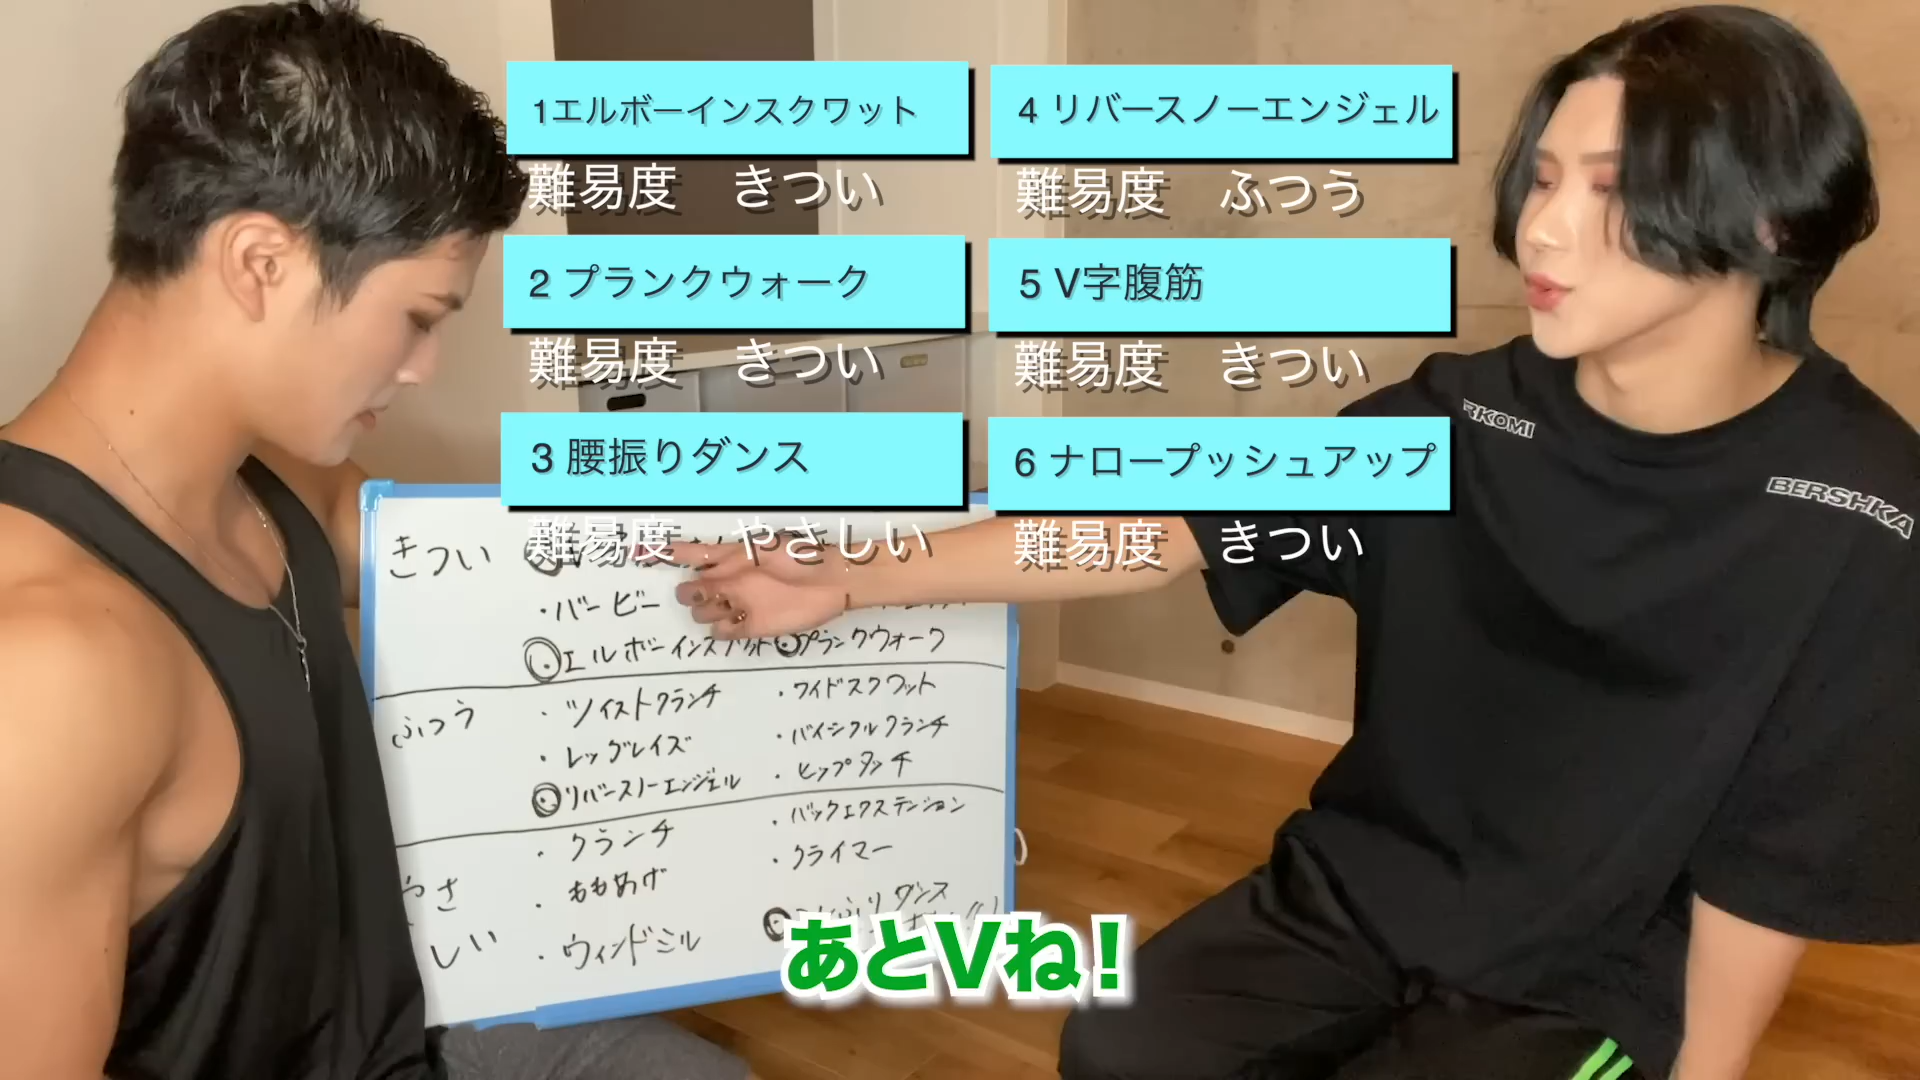 1エルボーインスクワット
難易度 きつい
2 プランクウォーク
難易度 きつい
3 腰振りダンス
難易度 やさしい
4 リバースノーエンジェル
難易度 ふつう
5 V字腹筋
難易度 きつい
6 ナロープッシュアップ
難易度 きつい
RKOMI
BERSHKA
きつい
・バービー
エルボーインスクワット
プランクウォーク
ふつう
・ツイストクランチ
・レッグレイズ
リバースノーエンジェル
・ワイドスクワット
・バイシクルクランチ
・ヒップタッチ
やさ
しい
・クランチ
・ももあげ
・ウィンドミル
・バックエクステンション
・クライマー
ダンス
あとVね!